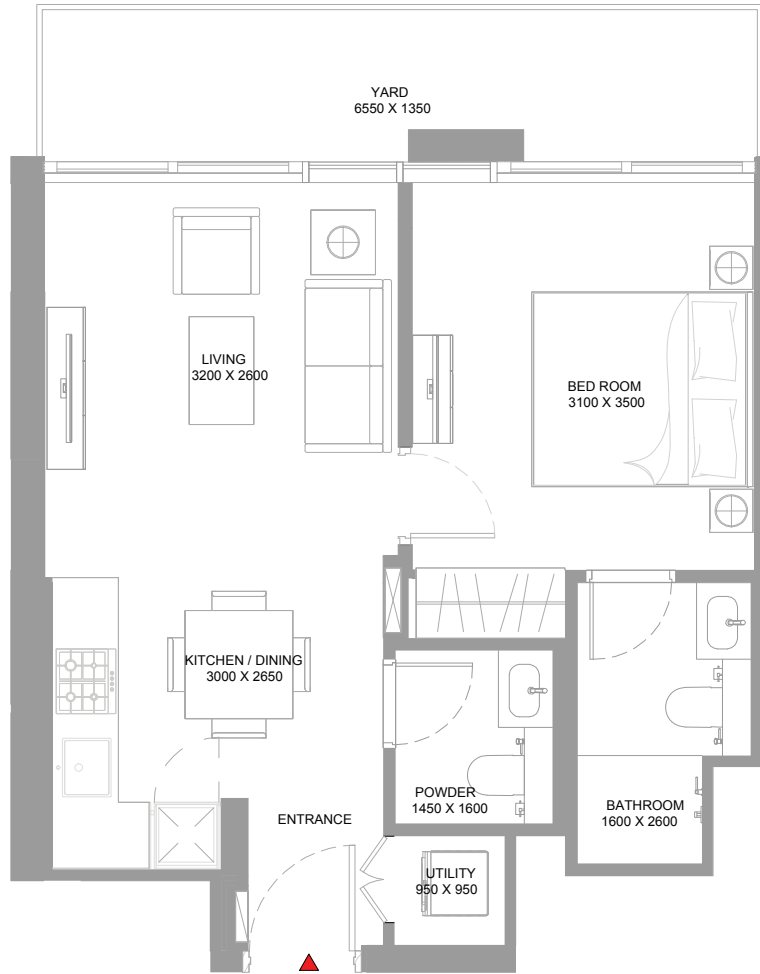 YARD
6550 X 1350
LIVING
3200 X 2600
BED ROOM
3100 X 3500
KITCHEN / DINING
3000 X 2650
ENTRANCE
POWDER
1450 X 1600
BATHROOM
1600 X 2600
UTILITY
950 X 950